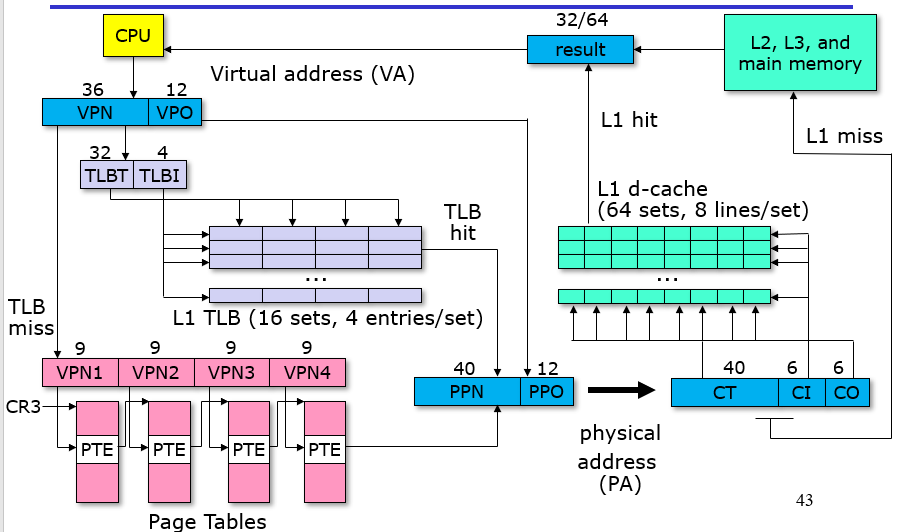 32/64
CPU
result
L2, L3, and
main memory
Virtual address (VA)
36 12
VPN VPO
L1 hit
L1 miss
32 4
TLBT TLBI
L1 d-cache
(64 sets, 8 lines/set)
TLB
hit
...
...
TLB
miss
L1 TLB (16 sets, 4 entries/set)
9 9 9 9
VPN1 VPN2 VPN3 VPN4
40 12
PPN PPO
40 6 6
CT CI CO
CR3
PTE PTE PTE PTE
physical
address
(PA)
Page Tables
43